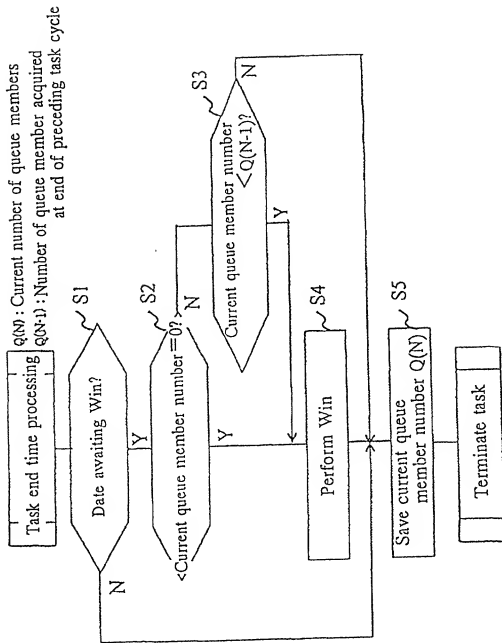 Task end time processing
Q(N) : Current number of queue members
Q(N-1) : Number of queue member acquired
at end of preceding task cycle
Date awaiting Win?
S1
N
Y
<Current queue member number=0?>
S2
N
Y
Current queue member number
<Q(N-1)?
S3
N
Y
Perform Win
S4
Save current queue
member number Q(N)
S5
Terminate task